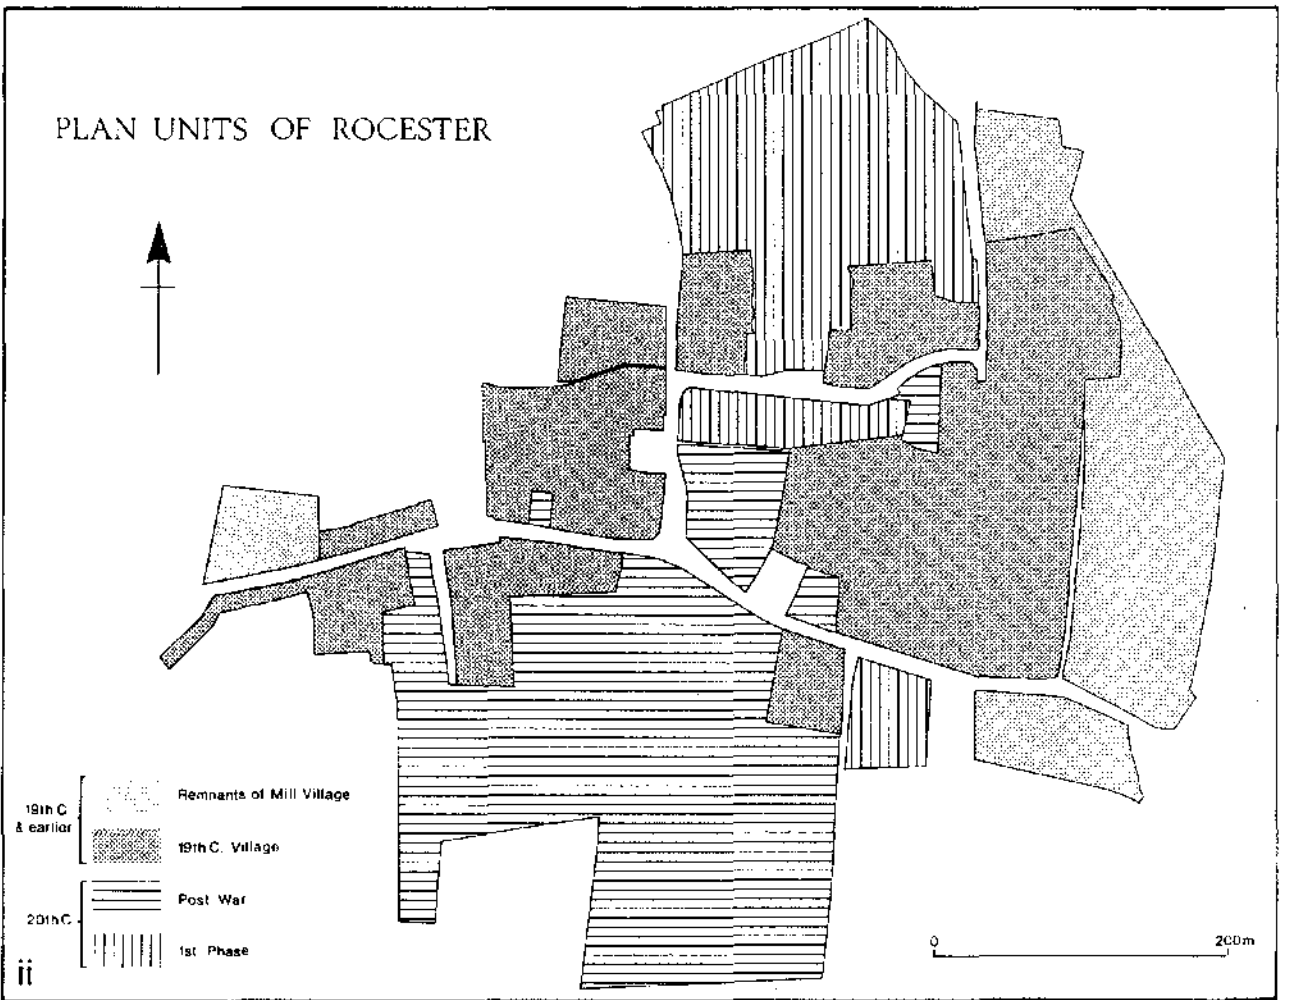 PLAN UNITS OF ROCESTER
19th C
& earlier
Remnants of Mill Village
19th C. Village
20th C
Post War
1st Phase
0
200m
ii